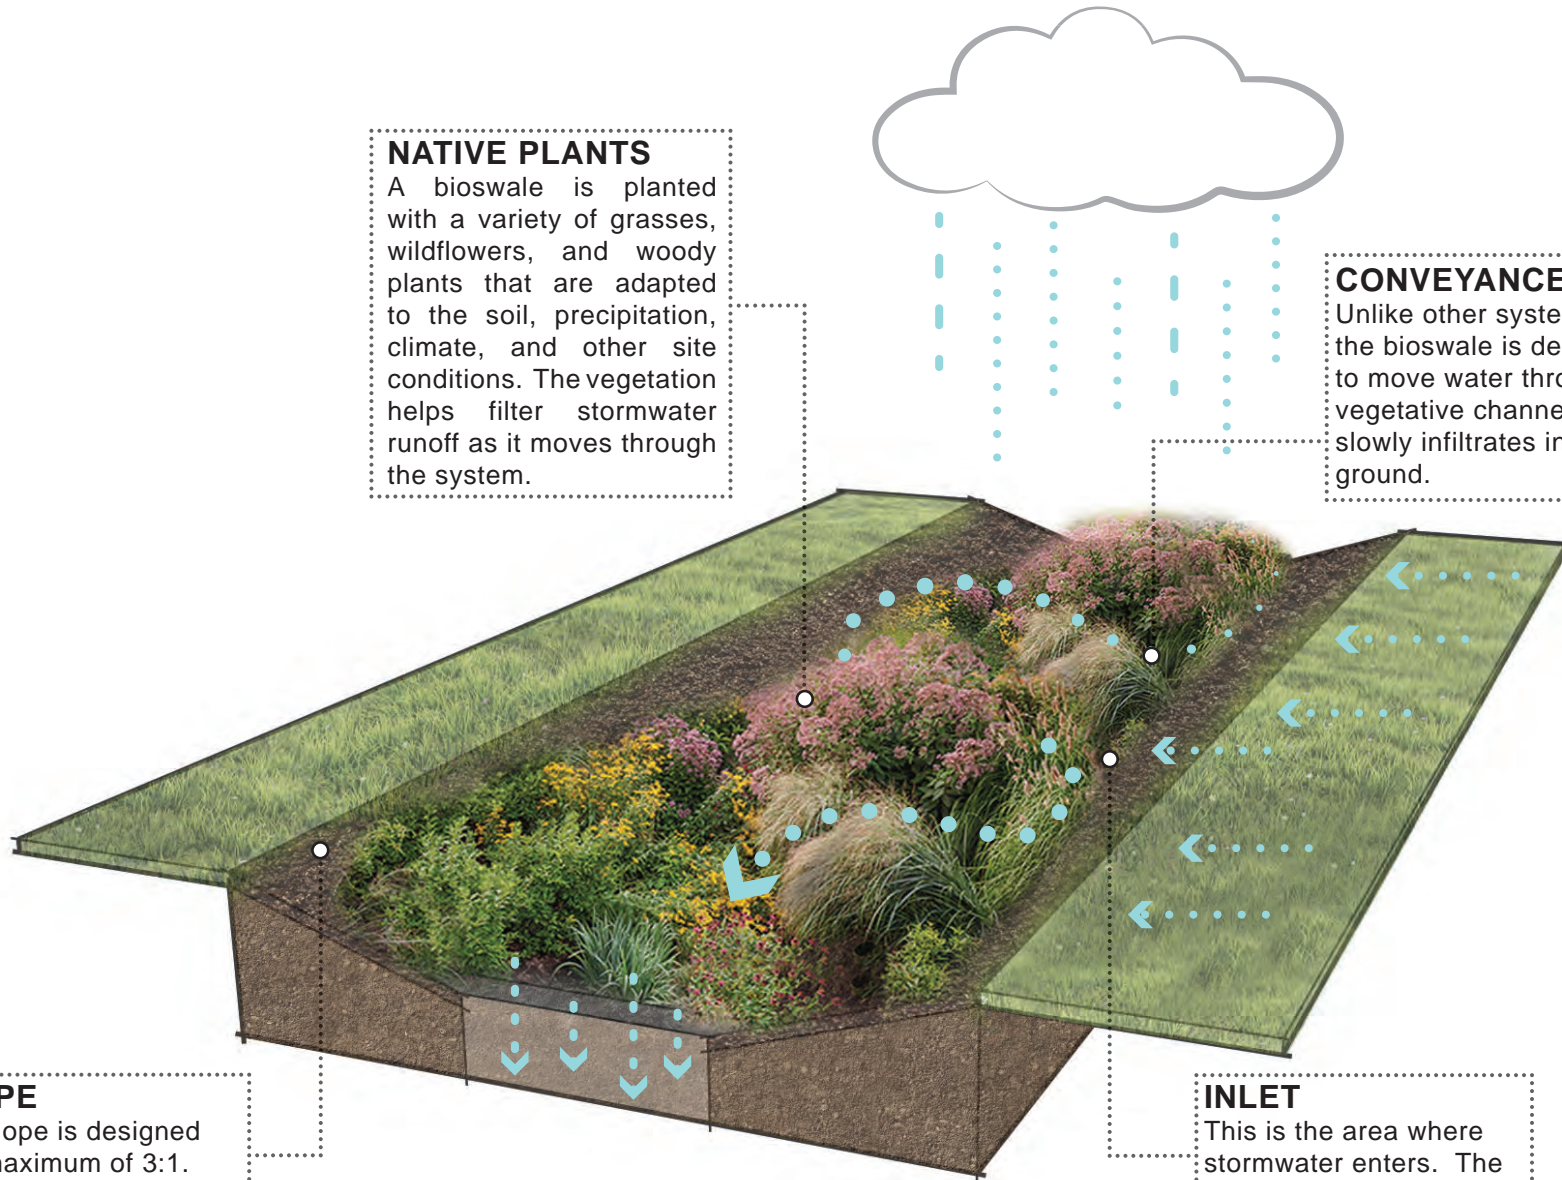 NATIVE PLANTS
A bioswale is planted
with a variety of grasses,
wildflowers, and woody
plants that are adapted
to the soil, precipitation,
climate, and other site
conditions. The vegetation
helps filter stormwater
runoff as it moves through
the system.
CONVEYANCE
Unlike other
the bioswale is
to move water
vegetative
slowly infiltrates
ground.
is designed
of 3:1.
INLET
This is the area where
stormwater enters. The